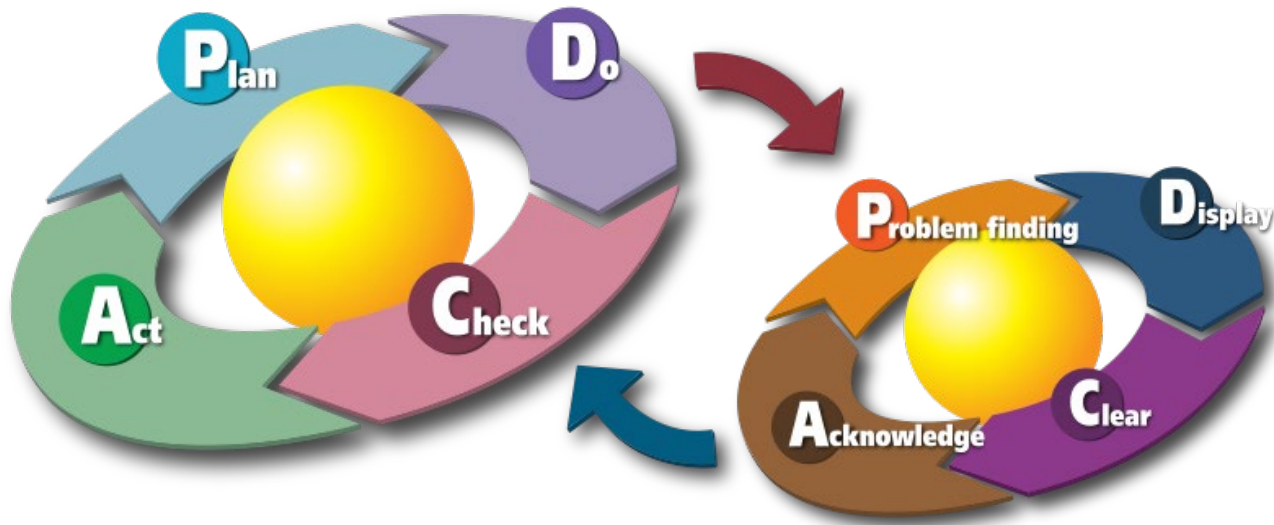 Plan
Do
Check
Act
Problem finding
Display
Clear
Acknowledge